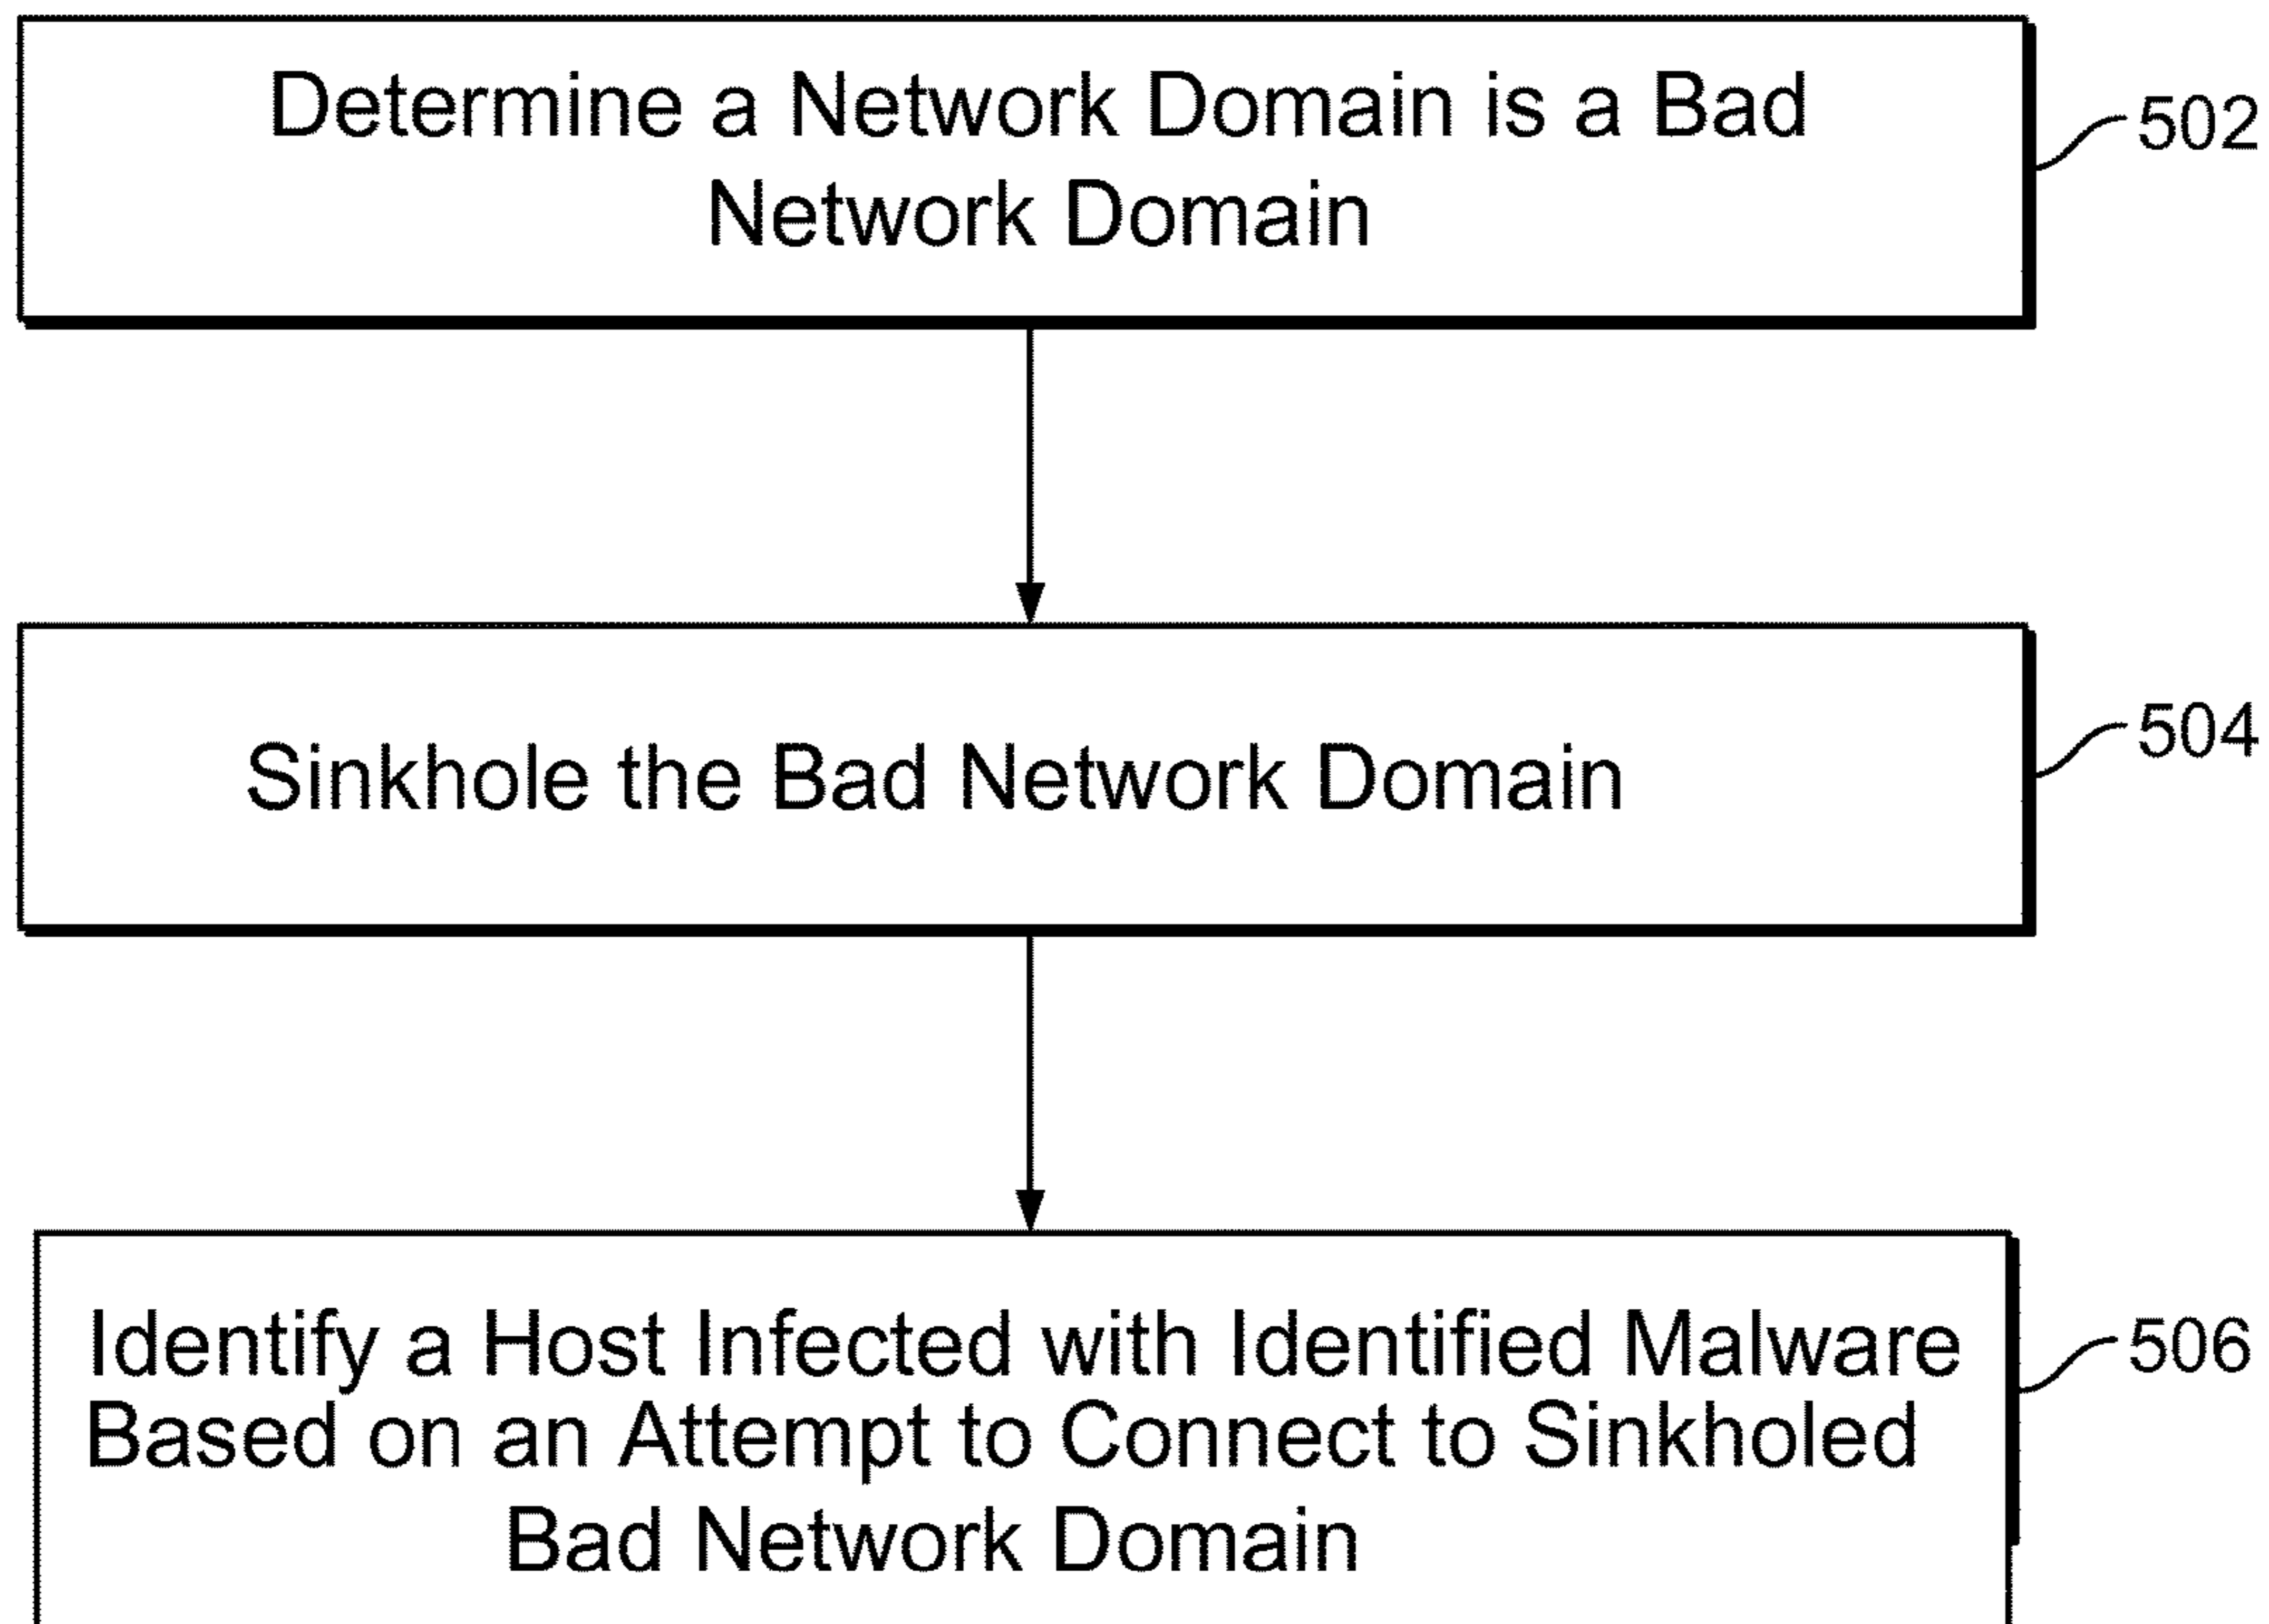 Determine a Network Domain is a Bad
Network Domain
502
Sinkhole the Bad Network Domain
504
Identify a Host Infected with Identified Malware
Based on an Attempt to Connect to Sinkholed
Bad Network Domain
506